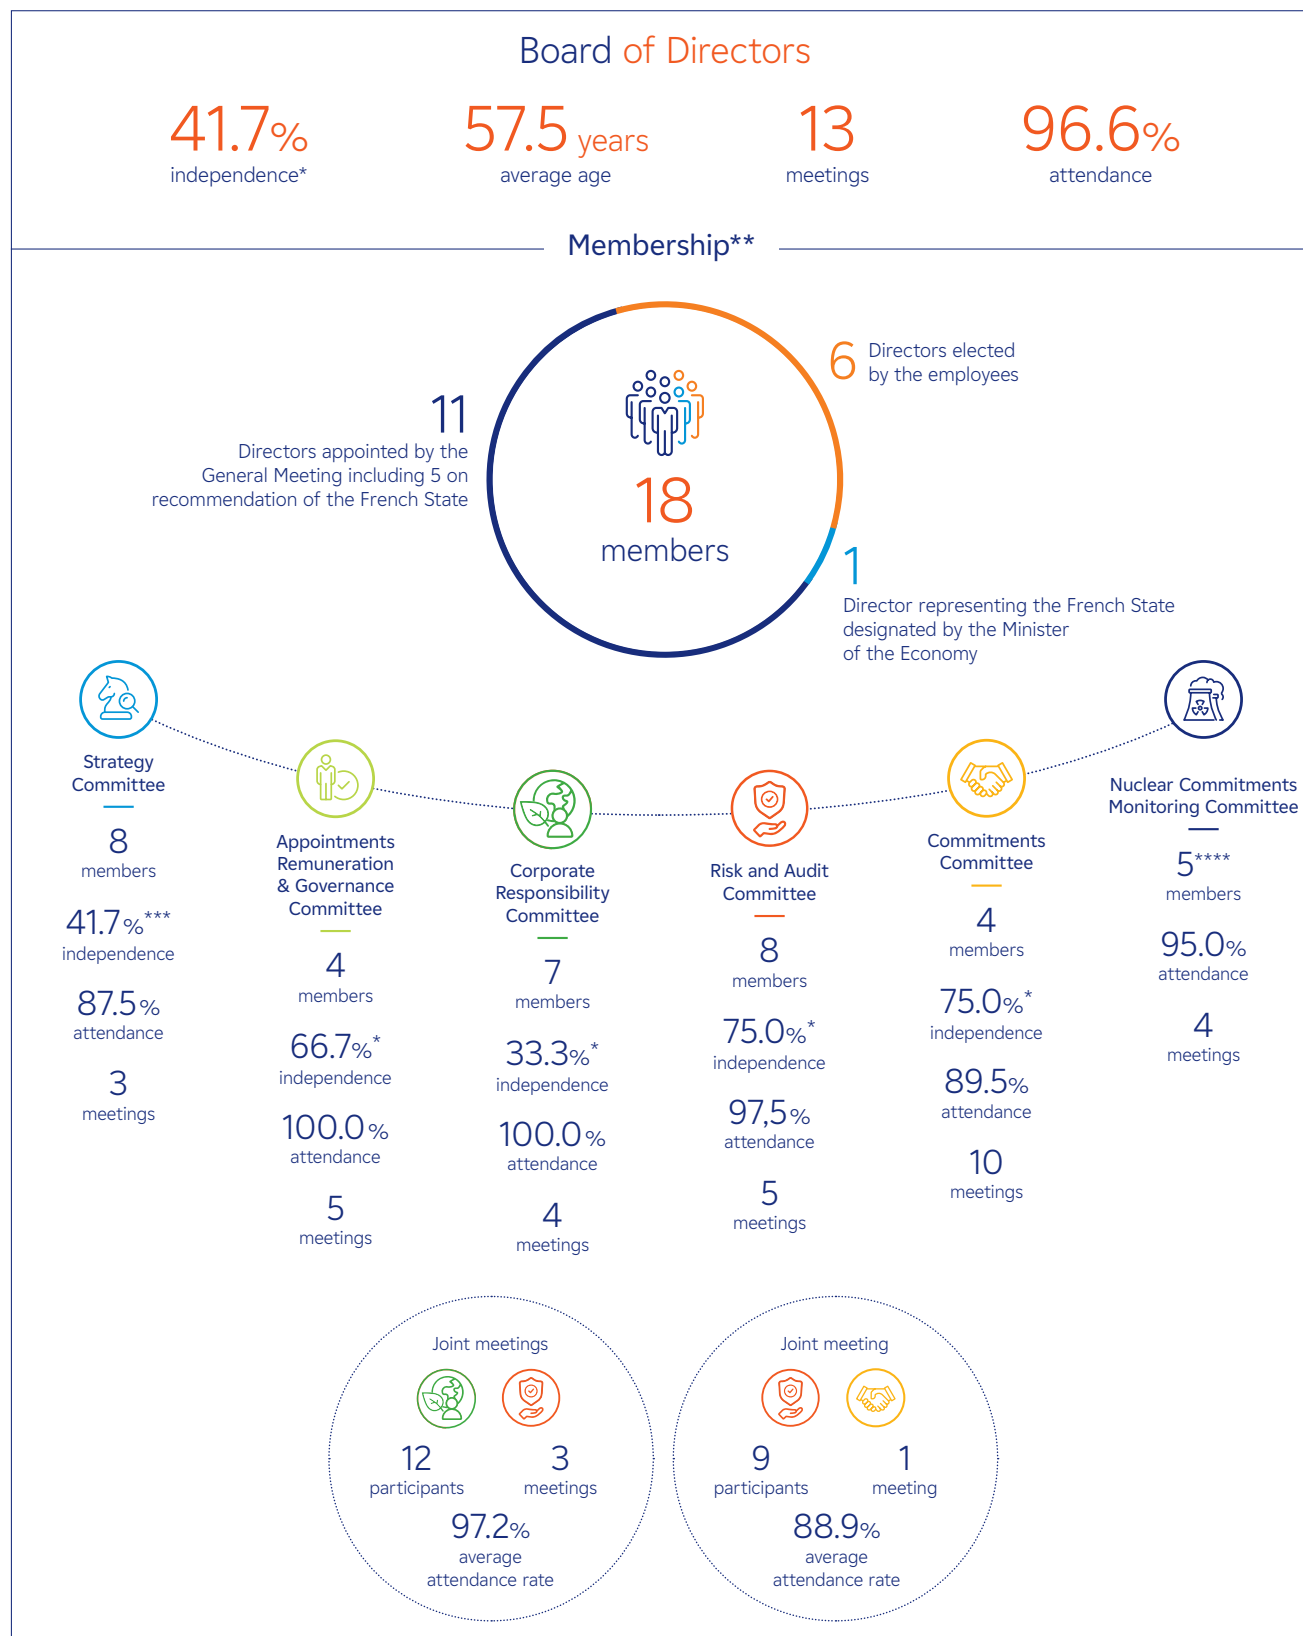 Board of Directors
41.7%
independence*
57.5 years
average age
13
meetings
96.6%
attendance
Membership**
11
Directors appointed by the
General Meeting including 5 on
recommendation of the French State
18
members
6
Directors elected
by the employees
1
Director representing the French State
designated by the Minister
of the Economy
Strategy
Committee
8
members
41.7%***
independence
87.5%
attendance
3
meetings
Appointments
Remuneration
& Governance
Committee
4
members
66.7%*
independence
100.0%
attendance
5
meetings
Corporate
Responsibility
Committee
7
members
33.3%*
independence
100.0%
attendance
4
meetings
Risk and Audit
Committee
8
members
75.0%*
independence
97,5%
attendance
5
meetings
Commitments
Committee
4
members
75.0%*
independence
89.5%
attendance
10
meetings
Nuclear Commitments
Monitoring Committee
5****
members
95.0%
attendance
4
meetings
Joint meetings
12
participants
3
meetings
97.2%
average
attendance rate
Joint meeting
9
participants
1
meeting
88.9%
average
attendance rate